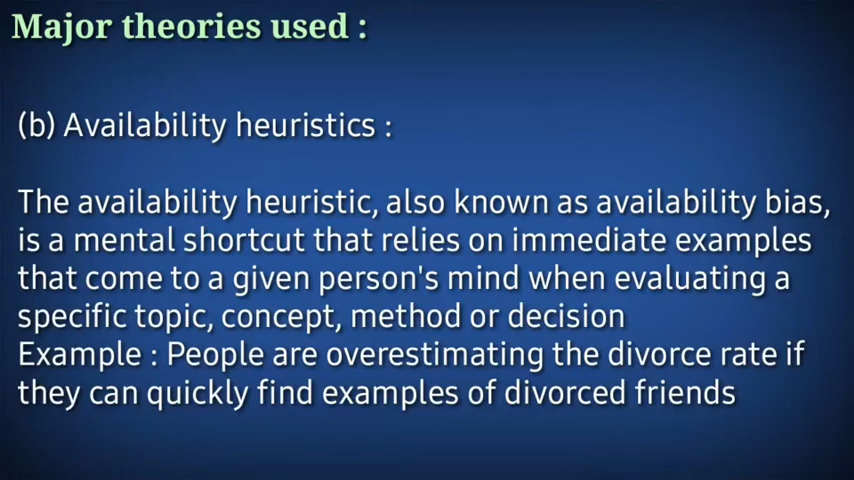 Major theories used :
(b) Availability heuristics :
The availability heuristic, also known as availability bias,
is a mental shortcut that relies on immediate examples
that come to a given person's mind when evaluating a
specific topic, concept, method or decision
Example : People are overestimating the divorce rate if
they can quickly find examples of divorced friends